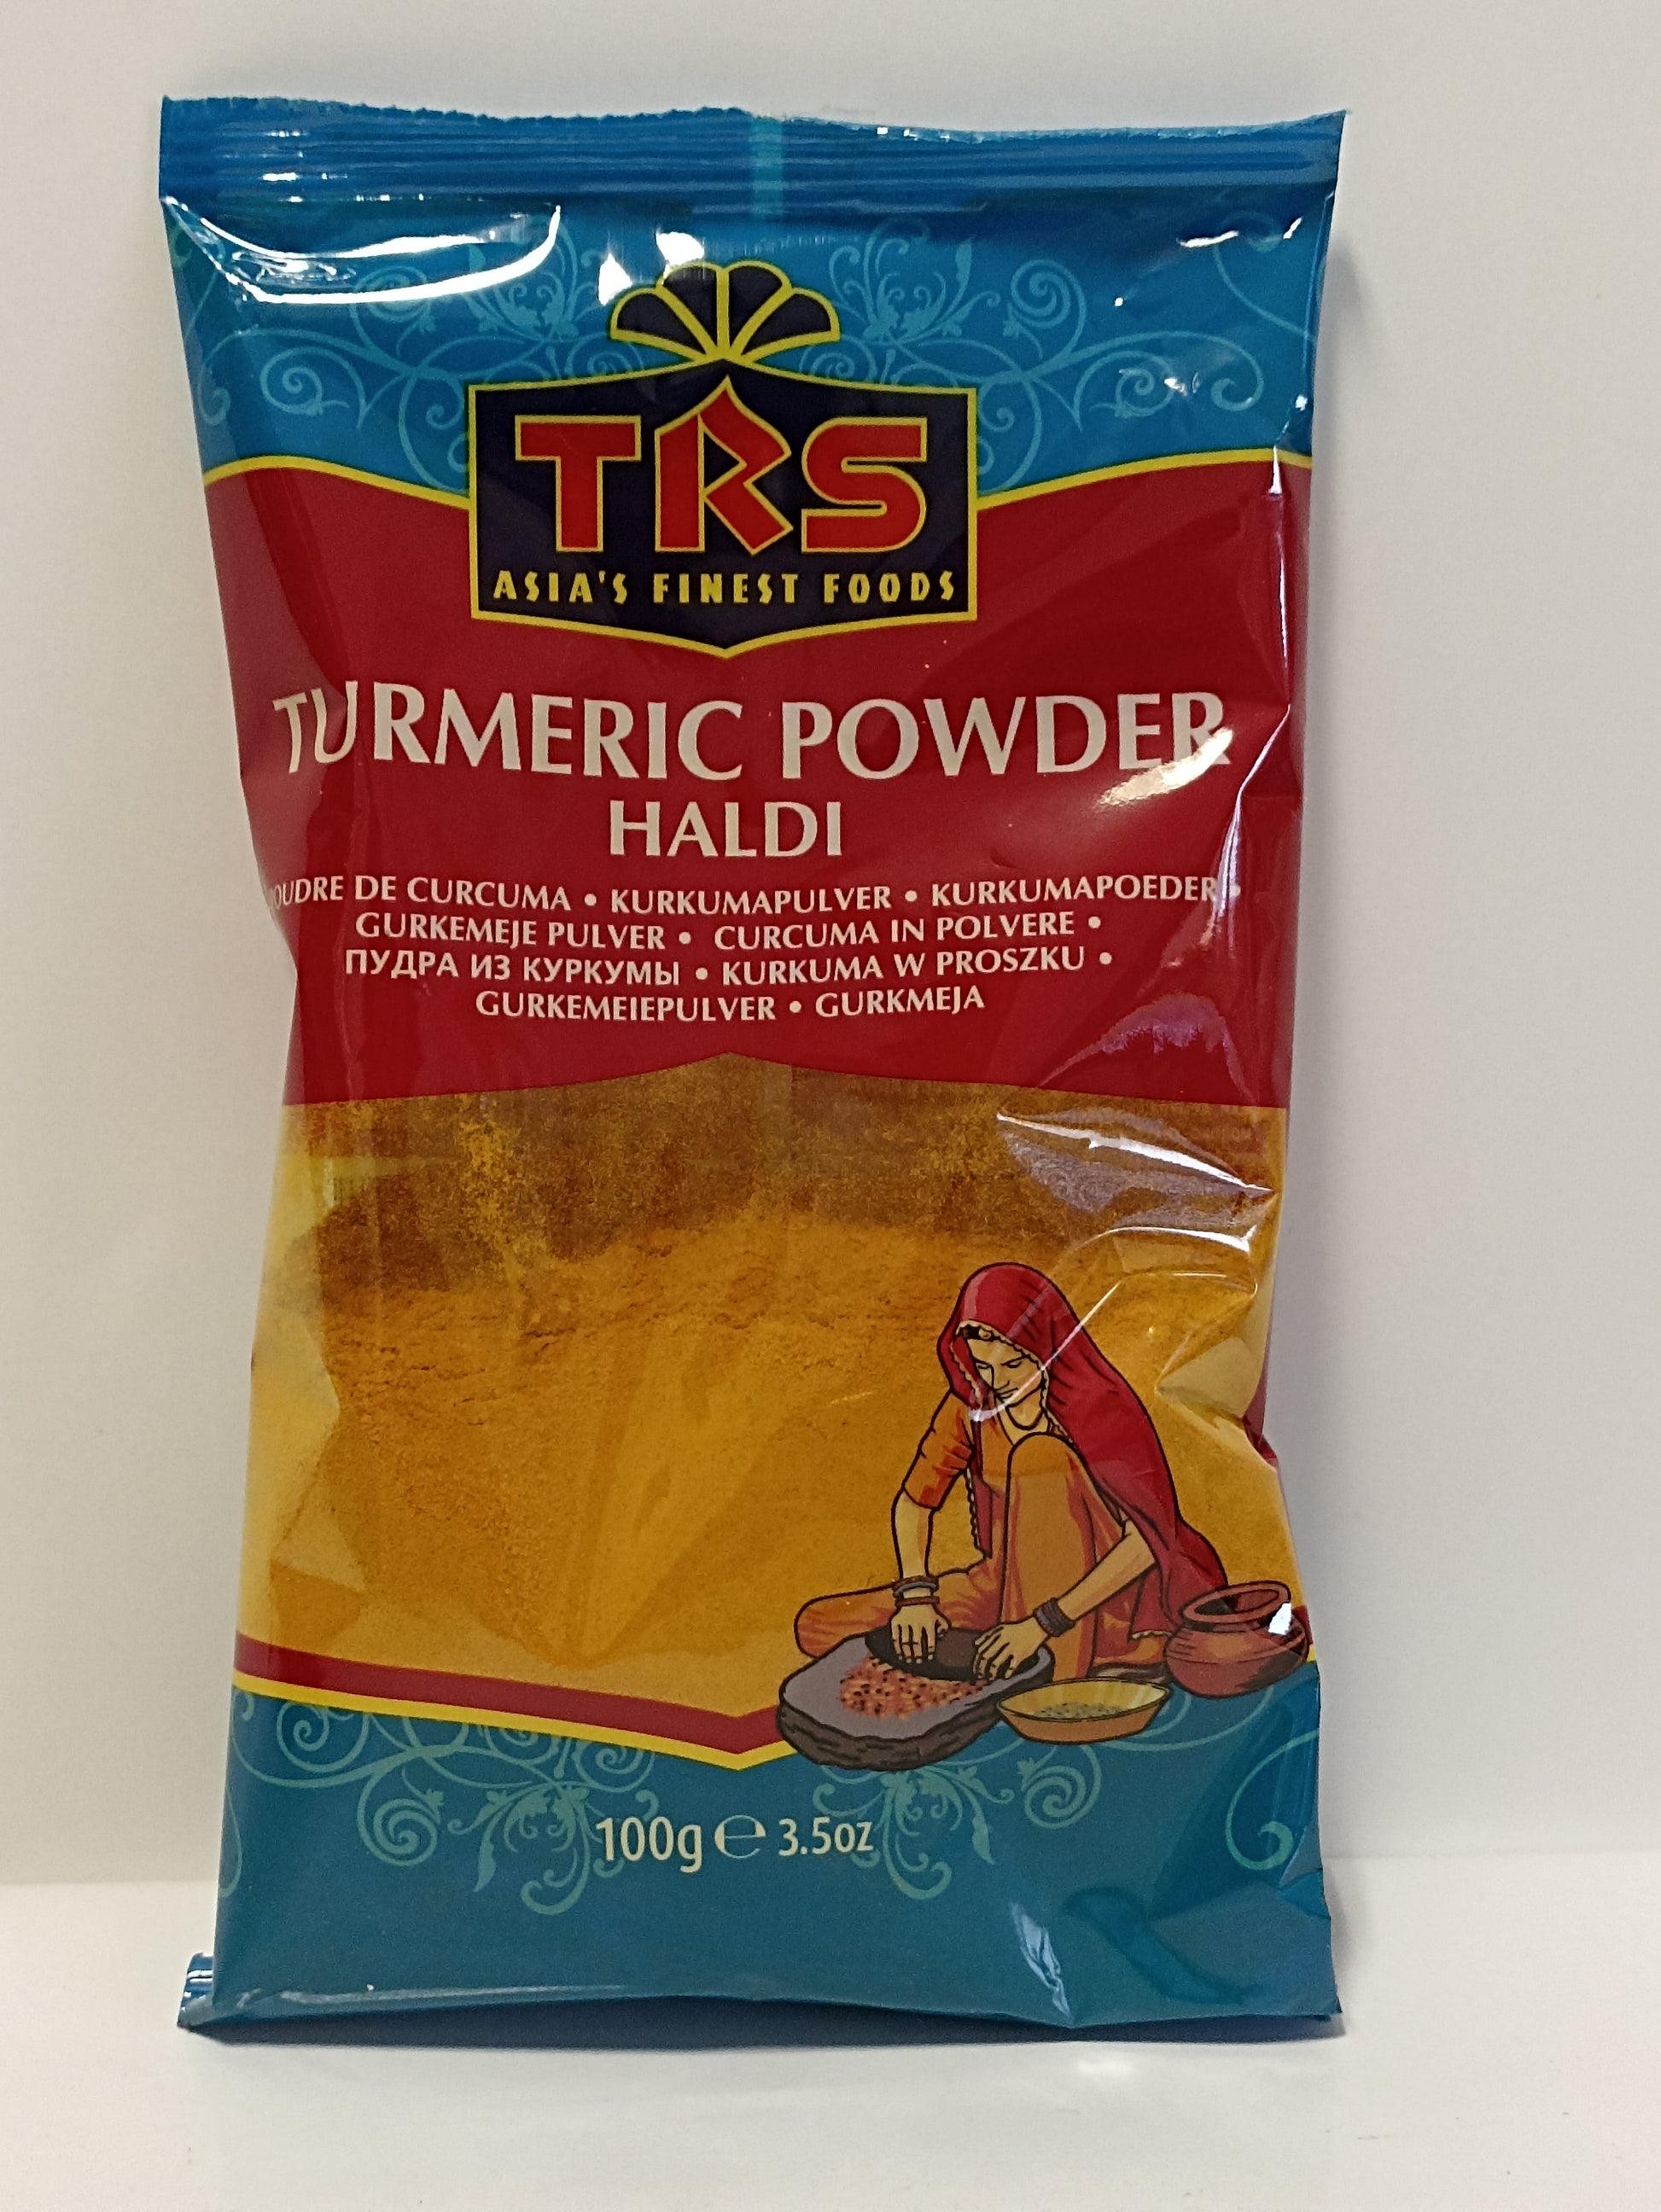 TRS
ASIA'S FINEST FOODS
TURMERIC POWDER
HALDI
POUDRE DE CURCUMA • KURKUMAPULVER • KURKUMAPOEDER •
GURKEMEJE PULVER • CURCUMA IN POLVERE •
ПУДРА ИЗ КУРКУМЫ • KURKUMA W PROSZKU •
GURKEMEIEPULVER • GURKMEJA
100g ℮ 3.5oz